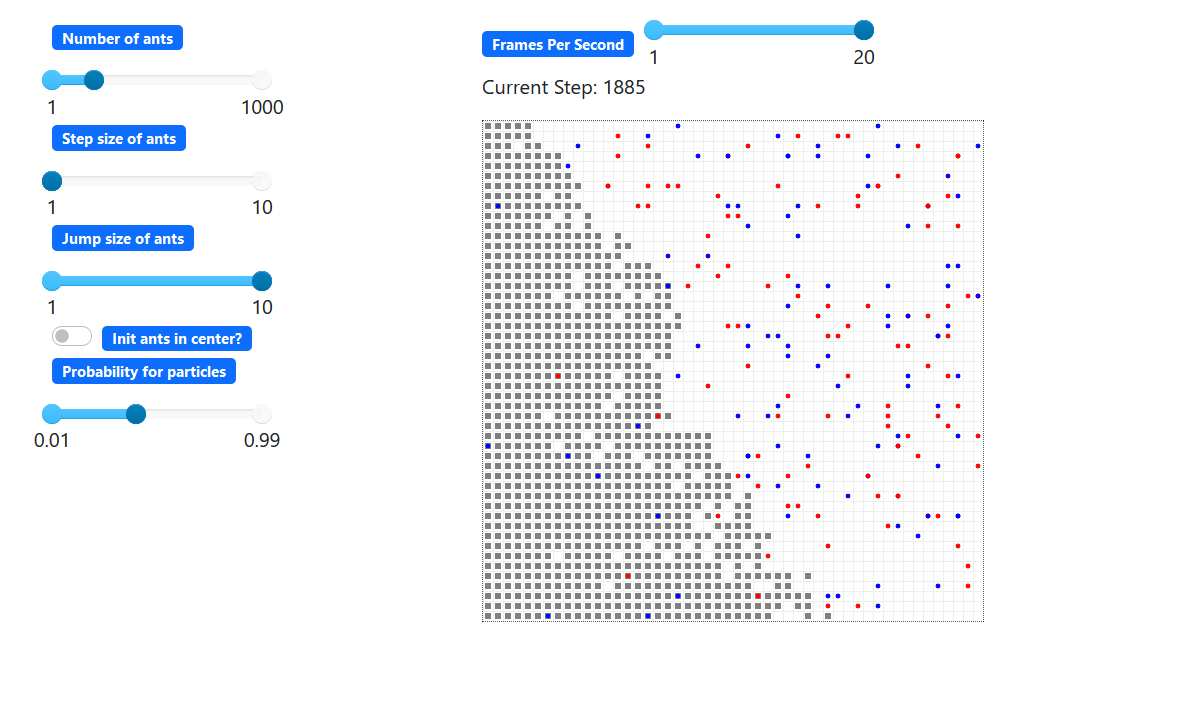 Number of ants
1 1000
Step size of ants
1 10
Jump size of ants
1 10
Init ants in center?
Probability for particles
0.01 0.99
Frames Per Second
1 20
Current Step: 1885